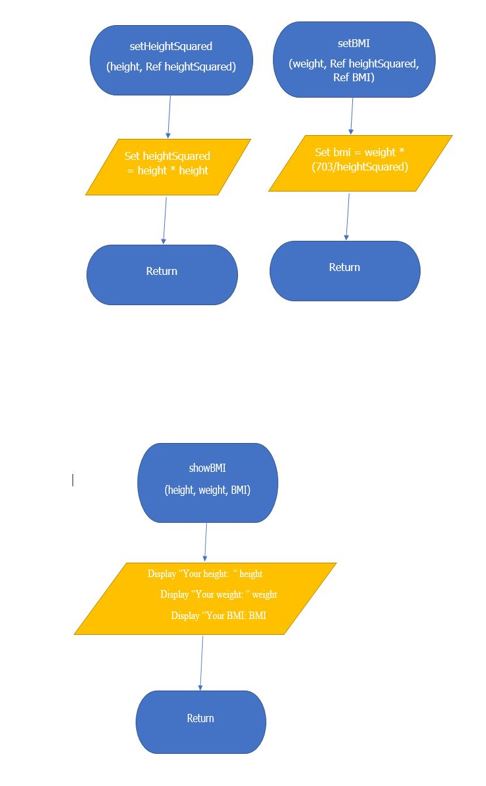 setHeightSquared
(height, Ref heightSquared)
Set heightSquared
= height * height
Return
setBMI
(weight, Ref heightSquared,
Ref BMI)
Set bmi = weight *
(703/heightSquared)
Return
showBMI
(height, weight, BMI)
Display "Your height:  " height
Display "Your weight: " weight
Display "Your BMI: BMI
Return